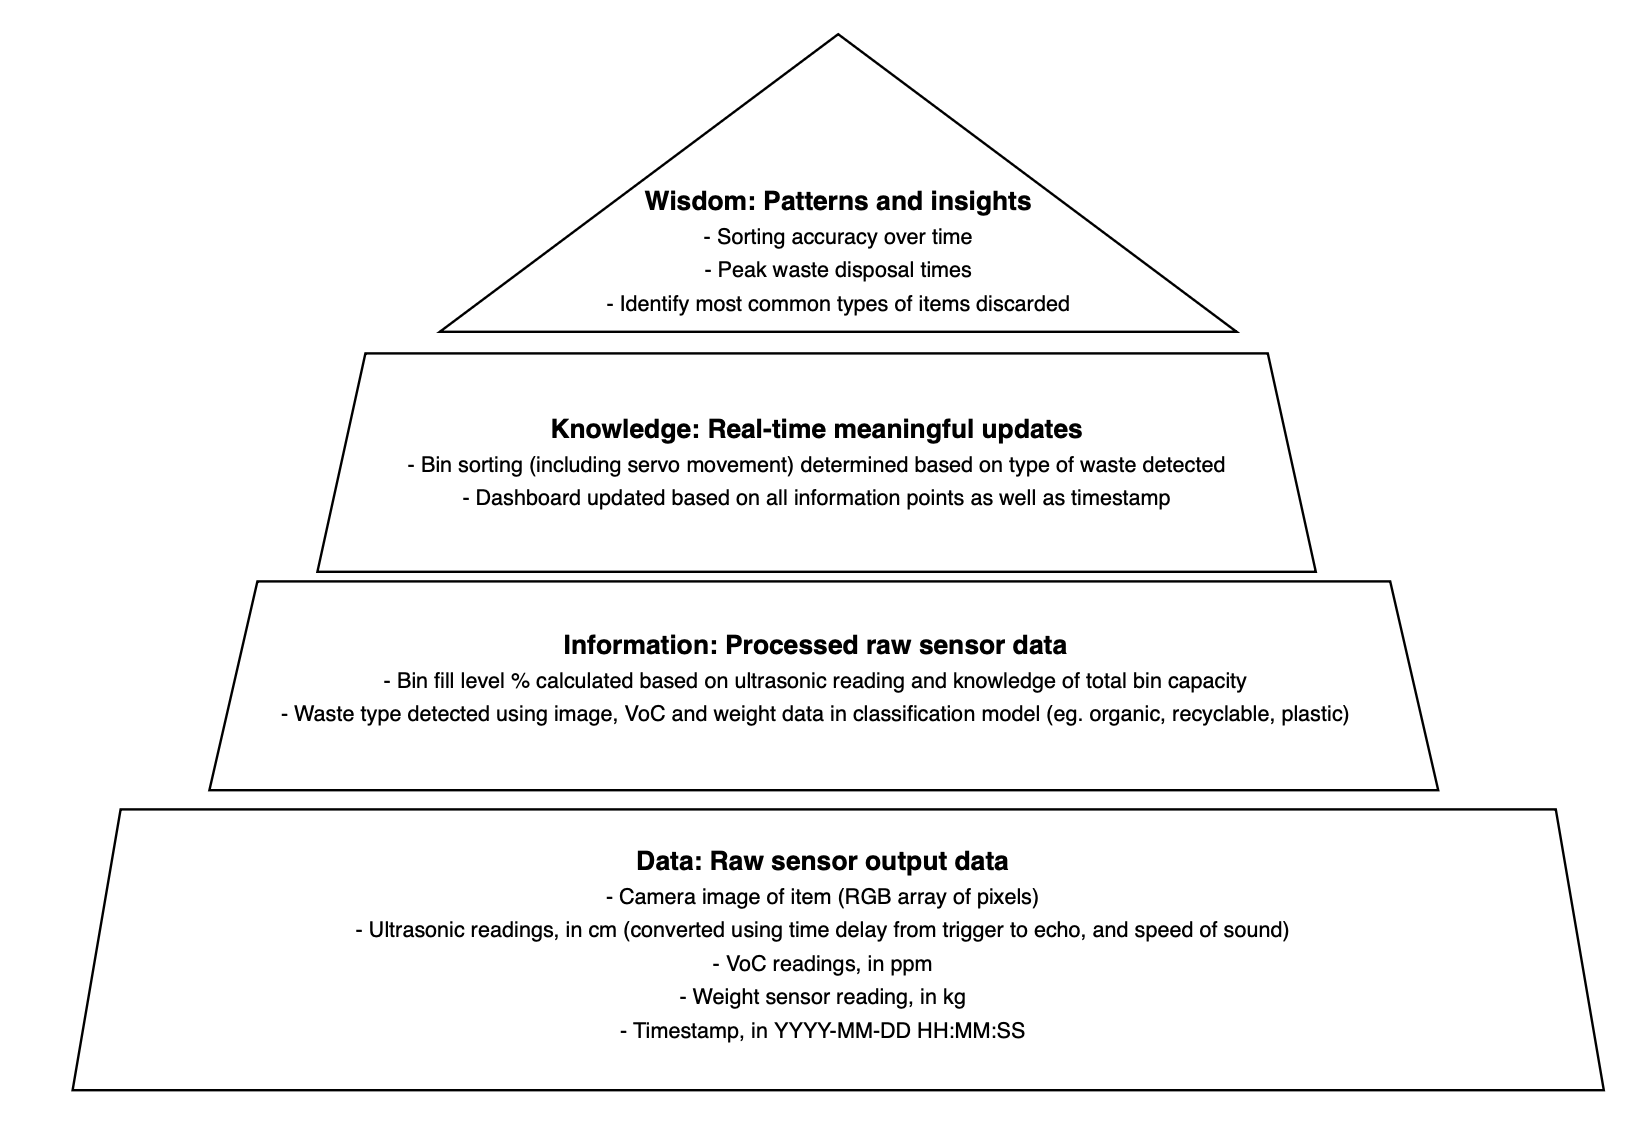 Wisdom: Patterns and insights
- Sorting accuracy over time
- Peak waste disposal times
- Identify most common types of items discarded
Knowledge: Real-time meaningful updates
- Bin sorting (including servo movement) determined based on type of waste detected
- Dashboard updated based on all information points as well as timestamp
Information: Processed raw sensor data
- Bin fill level % calculated based on ultrasonic reading and knowledge of total bin capacity
- Waste type detected using image, VoC and weight data in classification model (eg. organic, recyclable, plastic)
Data: Raw sensor output data
- Camera image of item (RGB array of pixels)
- Ultrasonic readings, in cm (converted using time delay from trigger to echo, and speed of sound)
- VoC readings, in ppm
- Weight sensor reading, in kg
- Timestamp, in YYYY-MM-DD HH:MM:SS